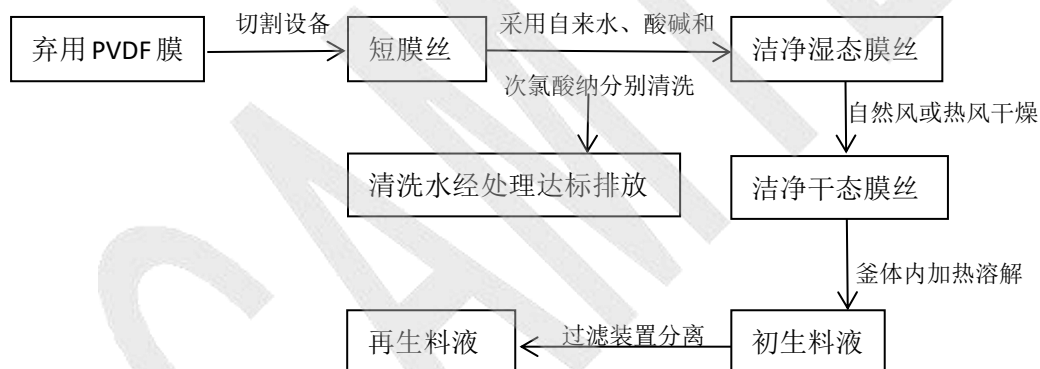 切割设备
采用自来水、酸碱和
弃用PVDF膜
短膜丝
洁净湿态膜丝
次氯酸纳分别清洗
自然风或热风干燥
清洗水经处理达标排放
洁净干态膜丝
釜体内加热溶解
再生料液
过滤装置分离
初生料液